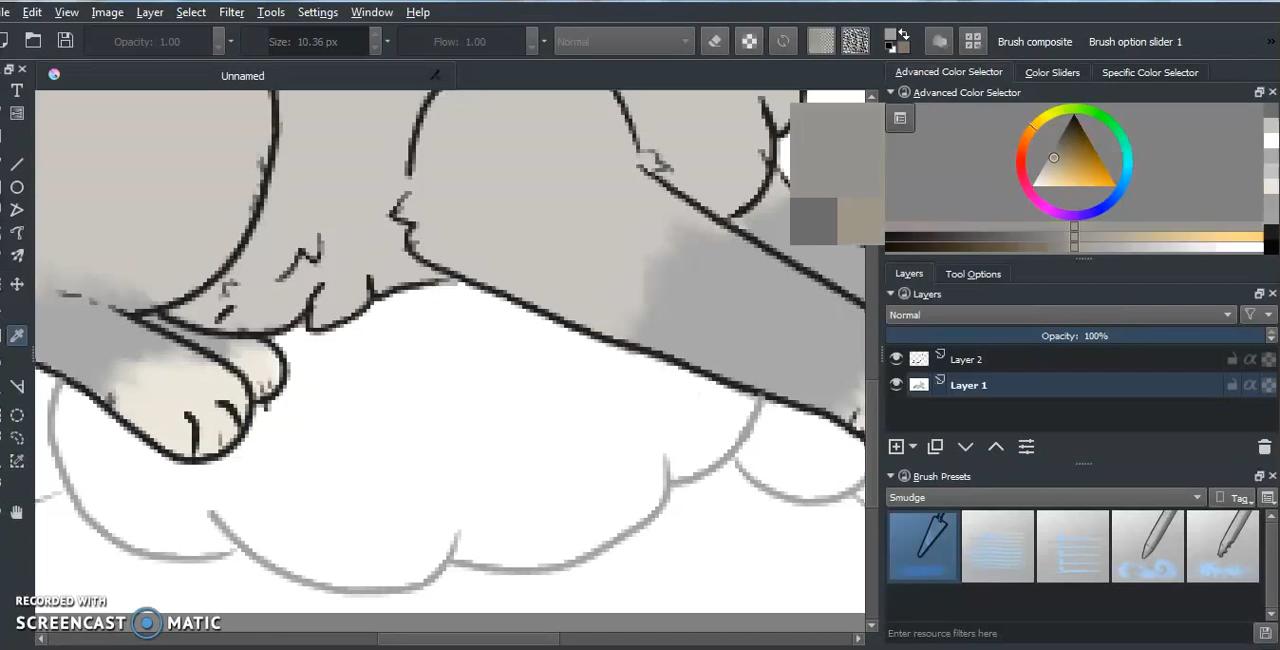 le Edit View Image Layer Select Filter Tools Settings Window Help
Opacity: 1.00 Size: 10.36 px Flow: 1.00 Normal Brush composite Brush option slider 1 »
Unnamed
Advanced Color Selector Color Sliders Specific Color Selector
Advanced Color Selector
Layers Tool Options
Layers
Normal
Opacity: 100%
Layer 2
Layer 1
Brush Presets
Smudge Tag
Enter resource filters here
RECORDED WITH
SCREENCAST MATIC